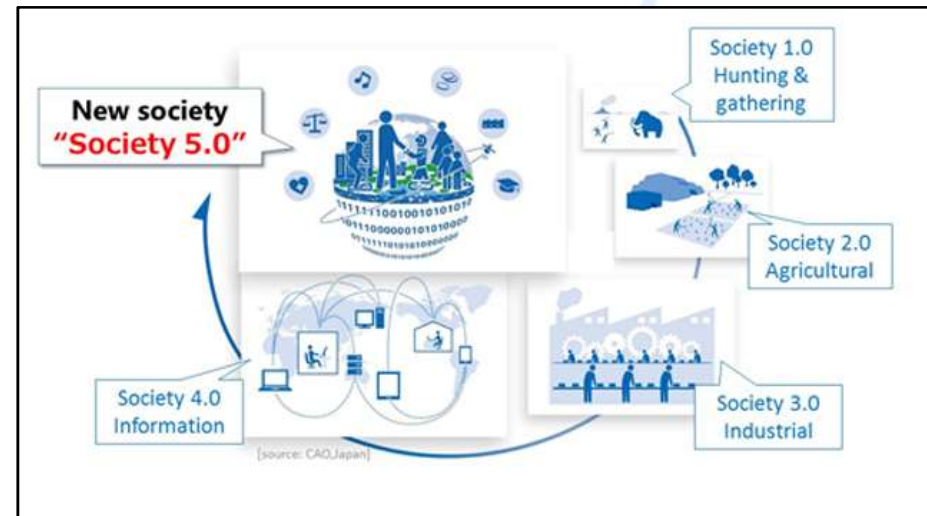 New society
“Society 5.0”
Society 1.0
Hunting &
gathering
Society 2.0
Agricultural
Society 3.0
Industrial
Society 4.0
Information
[source: CAO,Japan]